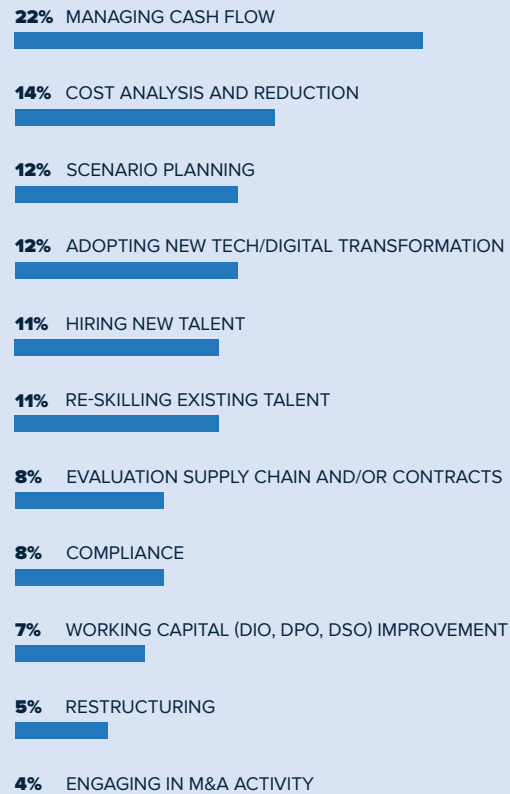 22% MANAGING CASH FLOW
14% COST ANALYSIS AND REDUCTION
12% SCENARIO PLANNING
12% ADOPTING NEW TECH/DIGITAL TRANSFORMATION
11% HIRING NEW TALENT
11% RE-SKILLING EXISTING TALENT
8% EVALUATION SUPPLY CHAIN AND/OR CONTRACTS
8% COMPLIANCE
7% WORKING CAPITAL (DIO, DPO, DSO) IMPROVEMENT
5% RESTRUCTURING
4% ENGAGING IN M&A ACTIVITY